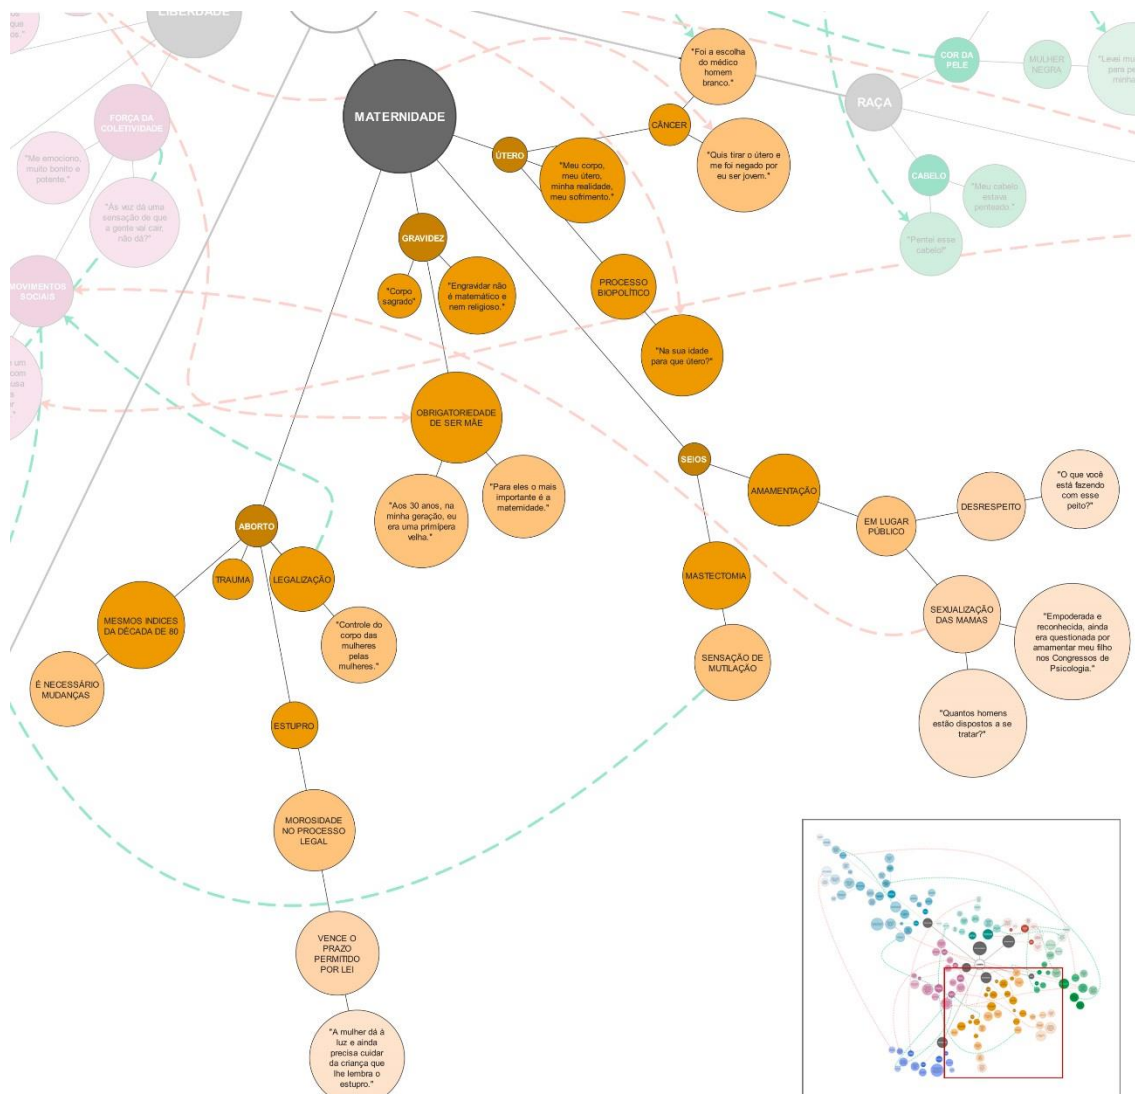 LIBERDADE
FORÇA DA
COLETIVIDADE
"Me emociono,
muito bonito e
potente."
"Às vez dá uma
sensação de que
a gente vai cair,
não dá?"
MOVIMENTOS
SOCIAIS
MATERNIDADE
ÚTERO
CÂNCER
"Foi a escolha
do médico
homem
branco."
"Quis tirar o útero e
me foi negado por
eu ser jovem."
"Meu corpo,
meu útero,
minha realidade,
meu sofrimento."
PROCESSO
BIOPOLÍTICO
"Na sua idade
para que útero?"
RAÇA
COR DA
PELE
MULHER
NEGRA
CABELO
"Meu cabelo
estava
penteado."
"Pentei esse
cabelo!"
GRAVIDEZ
"Corpo
sagrado"
"Engravidar não
é matemático e
nem religioso."
OBRIGATORIEDADE
DE SER MÃE
"Aos 30 anos, na
minha geração, eu
era uma primípera
velha."
"Para eles o mais
importante é a
maternidade."
SEIOS
AMAMENTAÇÃO
EM LUGAR
PÚBLICO
DESRESPEITO
"O que você
está fazendo
com esse
peito?"
SEXUALIZAÇÃO
DAS MAMAS
"Empoderada e
reconhecida, ainda
era questionada por
amamentar meu filho
nos Congressos de
Psicologia."
"Quantos homens
estão dispostos a se
tratar?"
MASTECTOMIA
SENSAÇÃO DE
MUTILAÇÃO
ABORTO
TRAUMA
LEGALIZAÇÃO
"Controle do
corpo das
mulheres
pelas
mulheres."
MESMOS INDICES
DA DÉCADA DE 80
É NECESSÁRIO
MUDANÇAS
ESTUPRO
MOROSIDADE
NO PROCESSO
LEGAL
VENCE O
PRAZO
PERMITIDO
POR LEI
"A mulher dá à
luz e ainda
precisa cuidar
da criança que
lhe lembra o
estupro."